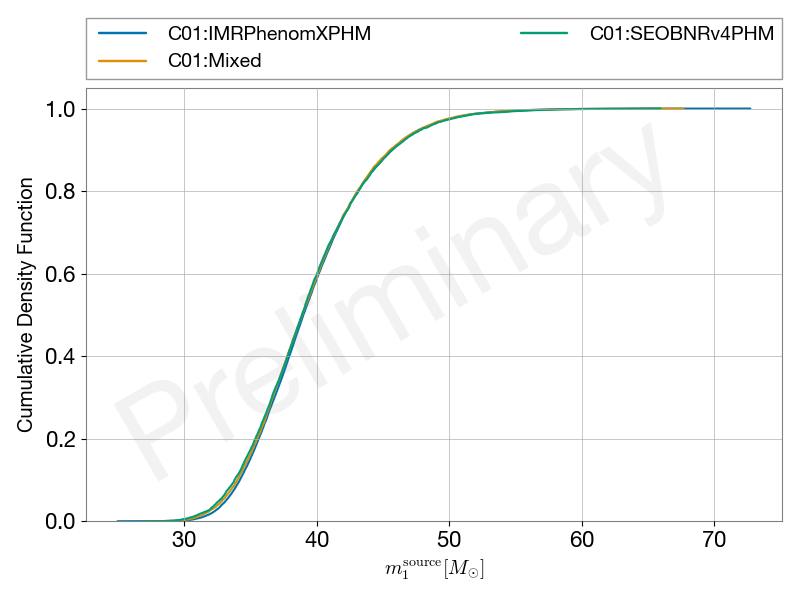 C01:IMRPhenomXPHM
C01:Mixed
C01:SEOBNRv4PHM
1.0
0.8
0.6
0.4
0.2
0.0
Cumulative Density Function
Preliminary
30 40 50 60 70
m₁^source [M⊙]